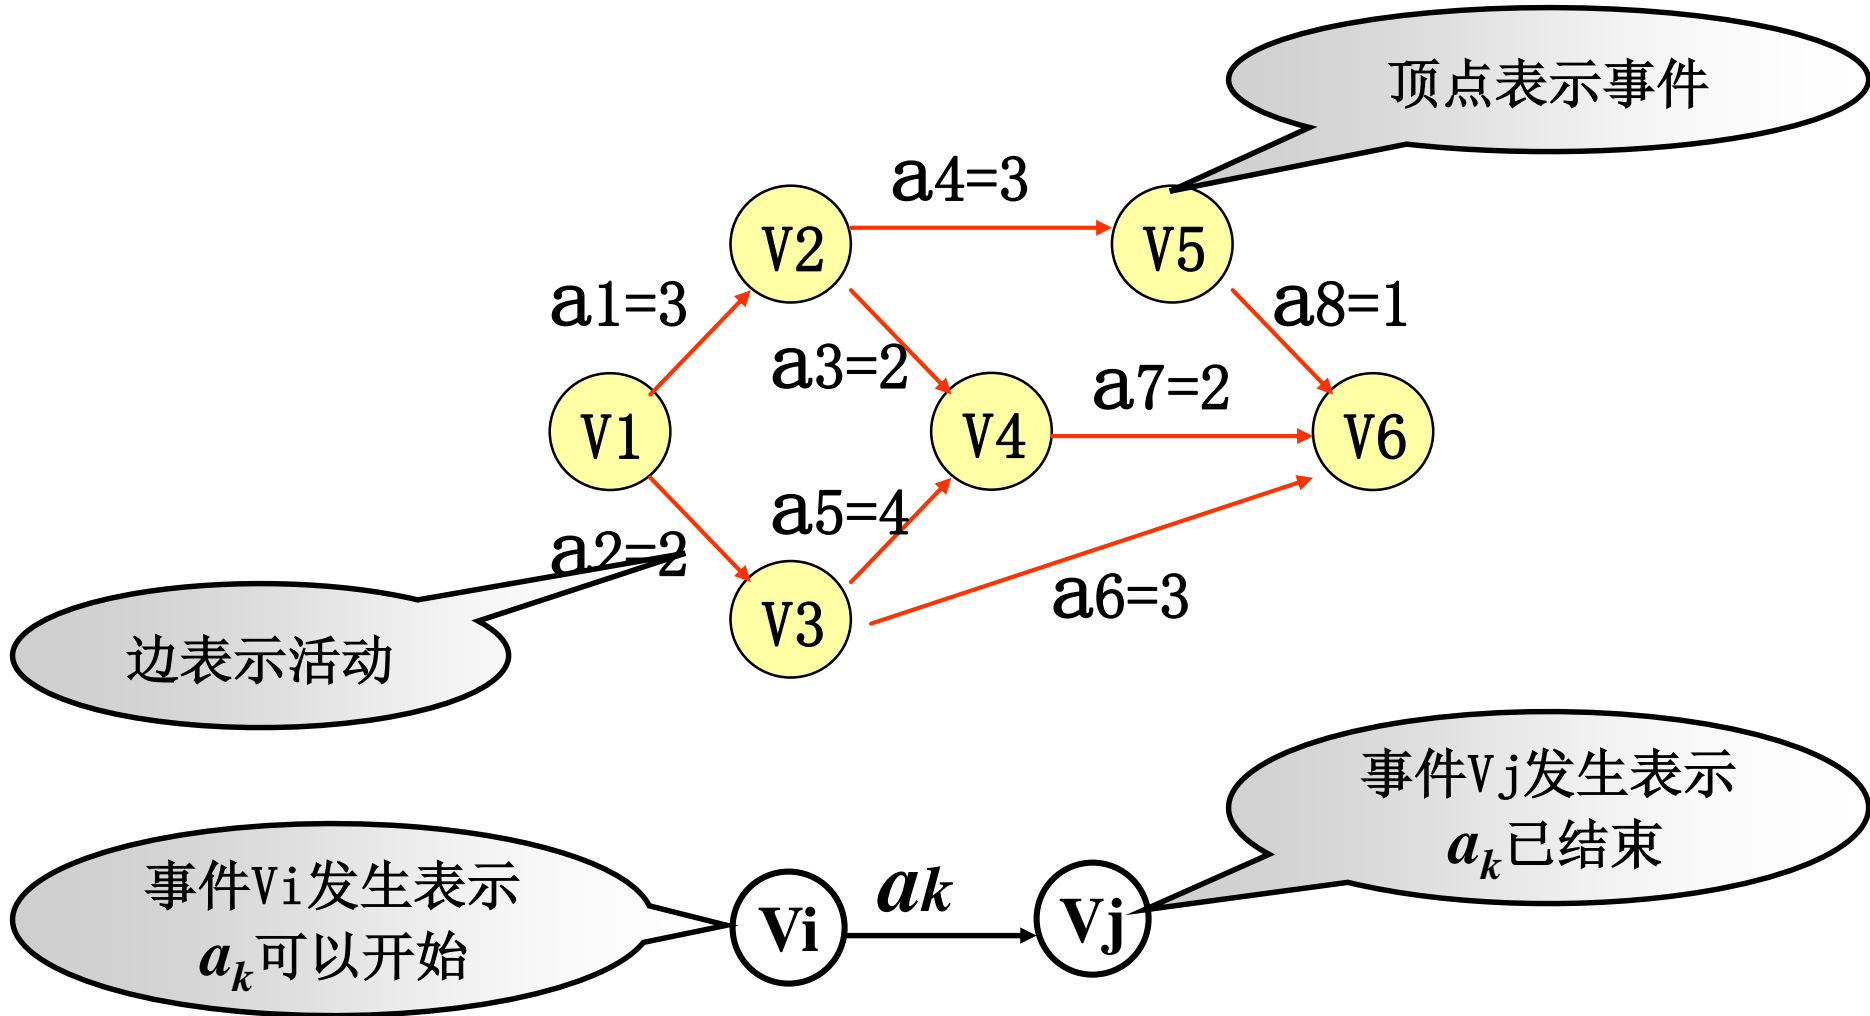 顶点表示事件
a4=3
V2
V5
a1=3
a8=1
a3=2
a7=2
V1
V4
V6
a5=4
a2=2
a6=3
V3
边表示活动
事件Vj发生表示
ak已结束
事件Vi发生表示
ak可以开始
Vi
ak
Vj